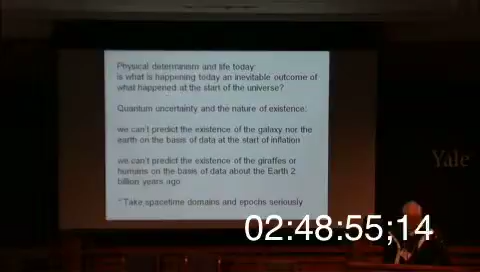 Physical determinism and life today:
is what is happening today an inevitable outcome of
what happened at the start of the universe?
Quantum uncertainty and the nature of existence:
we can't predict the existence of the galaxy nor the
earth on the basis of data at the start of inflation
we can't predict the existence of the giraffes or
humans on the basis of data about the Earth 2
billion years ago
* Take spacetime domains and epochs seriously
Yale
02:48:55;14